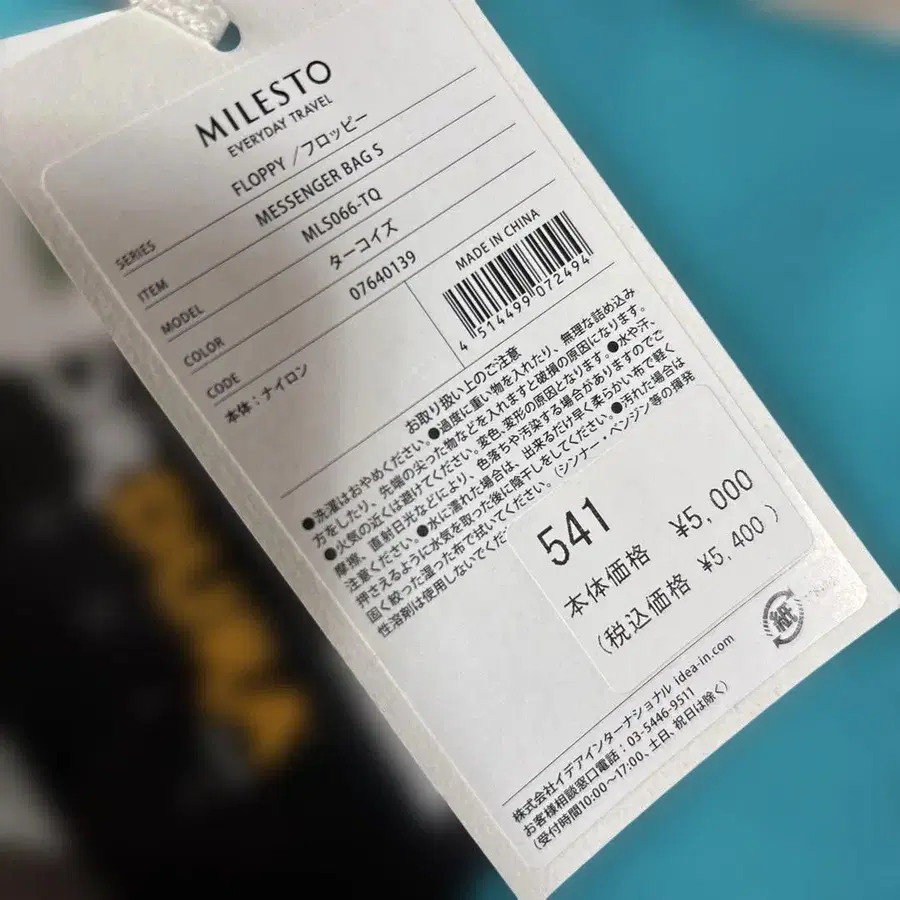 MILESTO
EVERYDAY TRAVEL
SERIES FLOPPY /フロッピー
ITEM MESSENGER BAG S
MODEL MLS066-TQ
COLOR ターコイズ
CODE 07640139
本体:ナイロン
MADE IN CHINA
4 514499 072494
お取り扱い上のご注意
●洗濯はおやめください。●過度に重い物を入れたり、無理な詰め込み
方をしたり、先端の尖った物などを入れますと破損の原因になります。
●火気の近くは避けてください。変色、変形の原因となります。●水や汗、
摩擦、直射日光などにより、色落ちや汚染する場合がありますのでご
注意ください。●水に濡れた場合は、出来るだけ早く柔らかい布で軽く
押さえるように水気を取った後に陰干しをしてください。●汚れた場合は
固く絞った湿った布で拭いてください。(シンナー・ベンジン等の揮発
性溶剤は使用しないでくだ
541
本体価格 ¥5,000
(税込価格 ¥5,400 )
紙
株式会社イデアインターナショナル idea-in.com
お客様相談窓口電話:03-5446-9511
(受付時間10:00〜17:00、土日、祝日は除く)